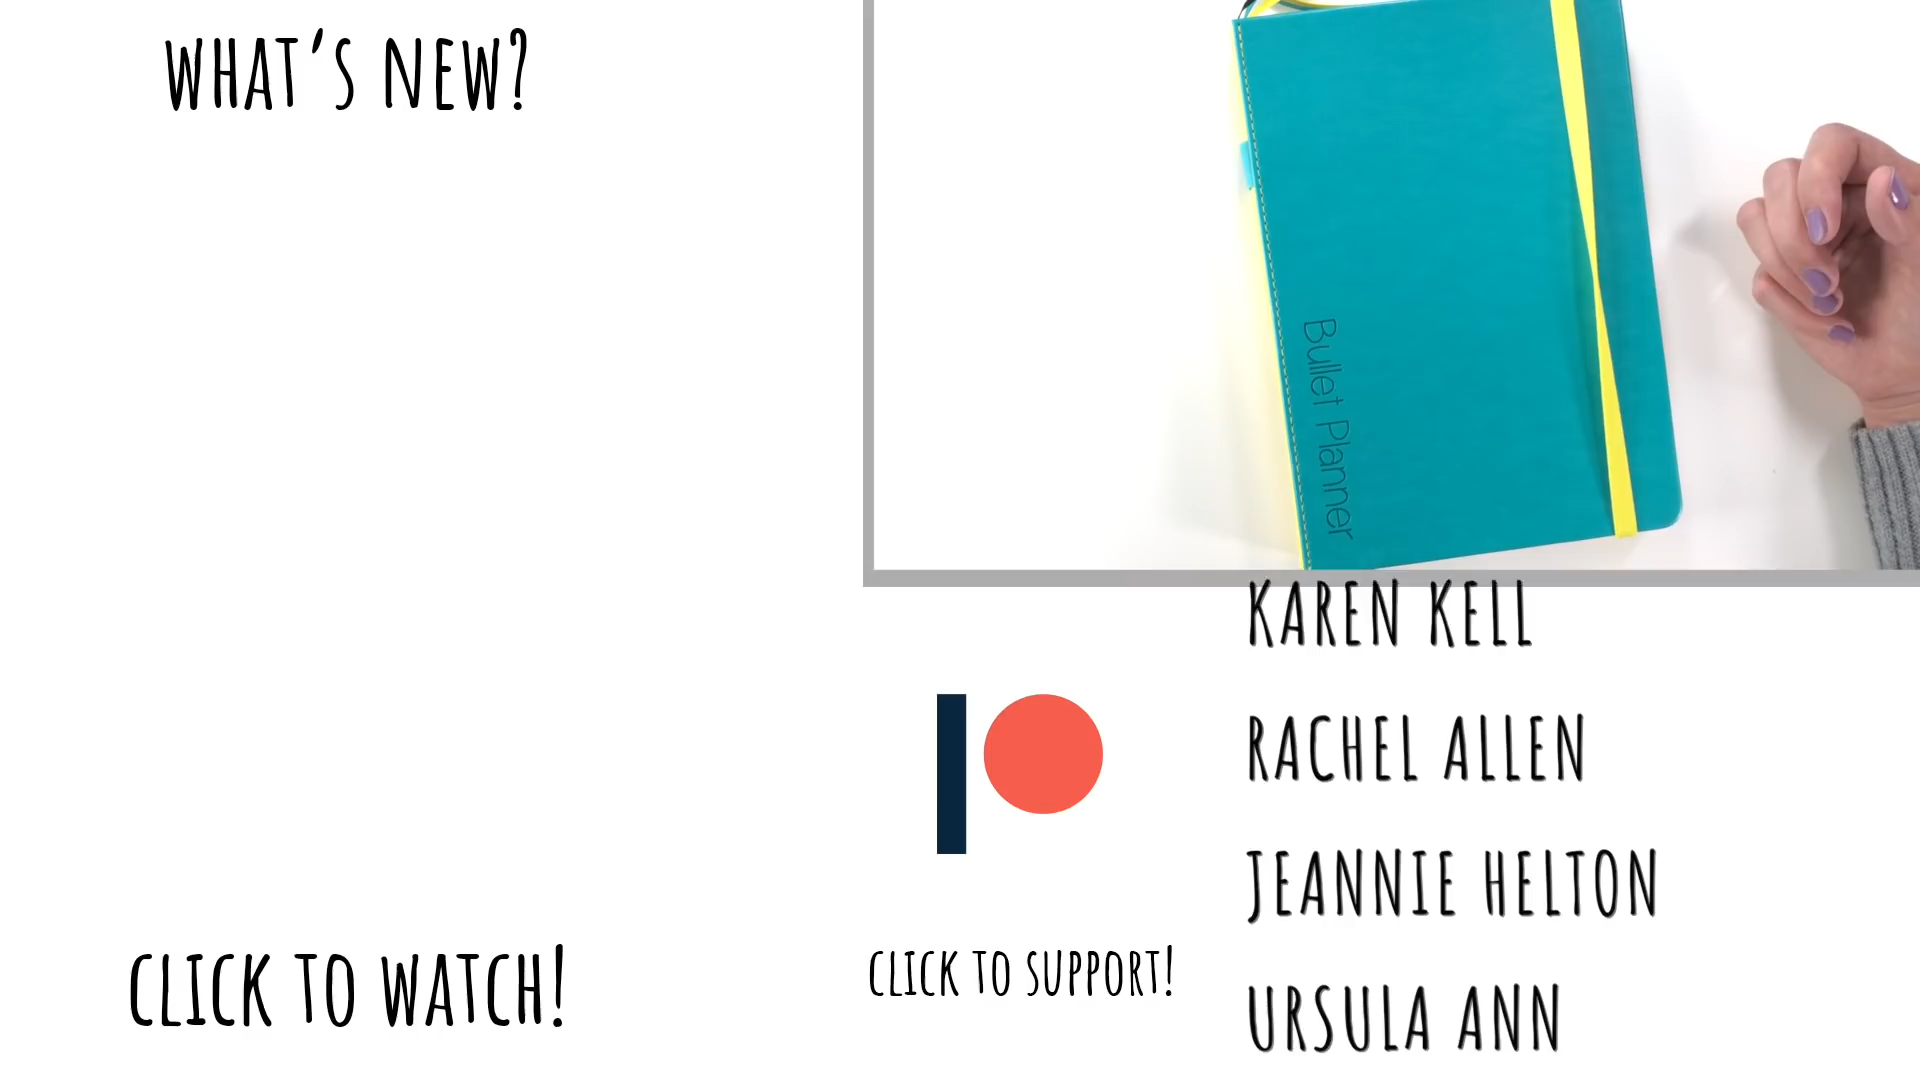 WHAT'S NEW?
Bullet Planner
KAREN KELL
RACHEL ALLEN
JEANNIE HELTON
URSULA ANN
CLICK TO SUPPORT!
CLICK TO WATCH!